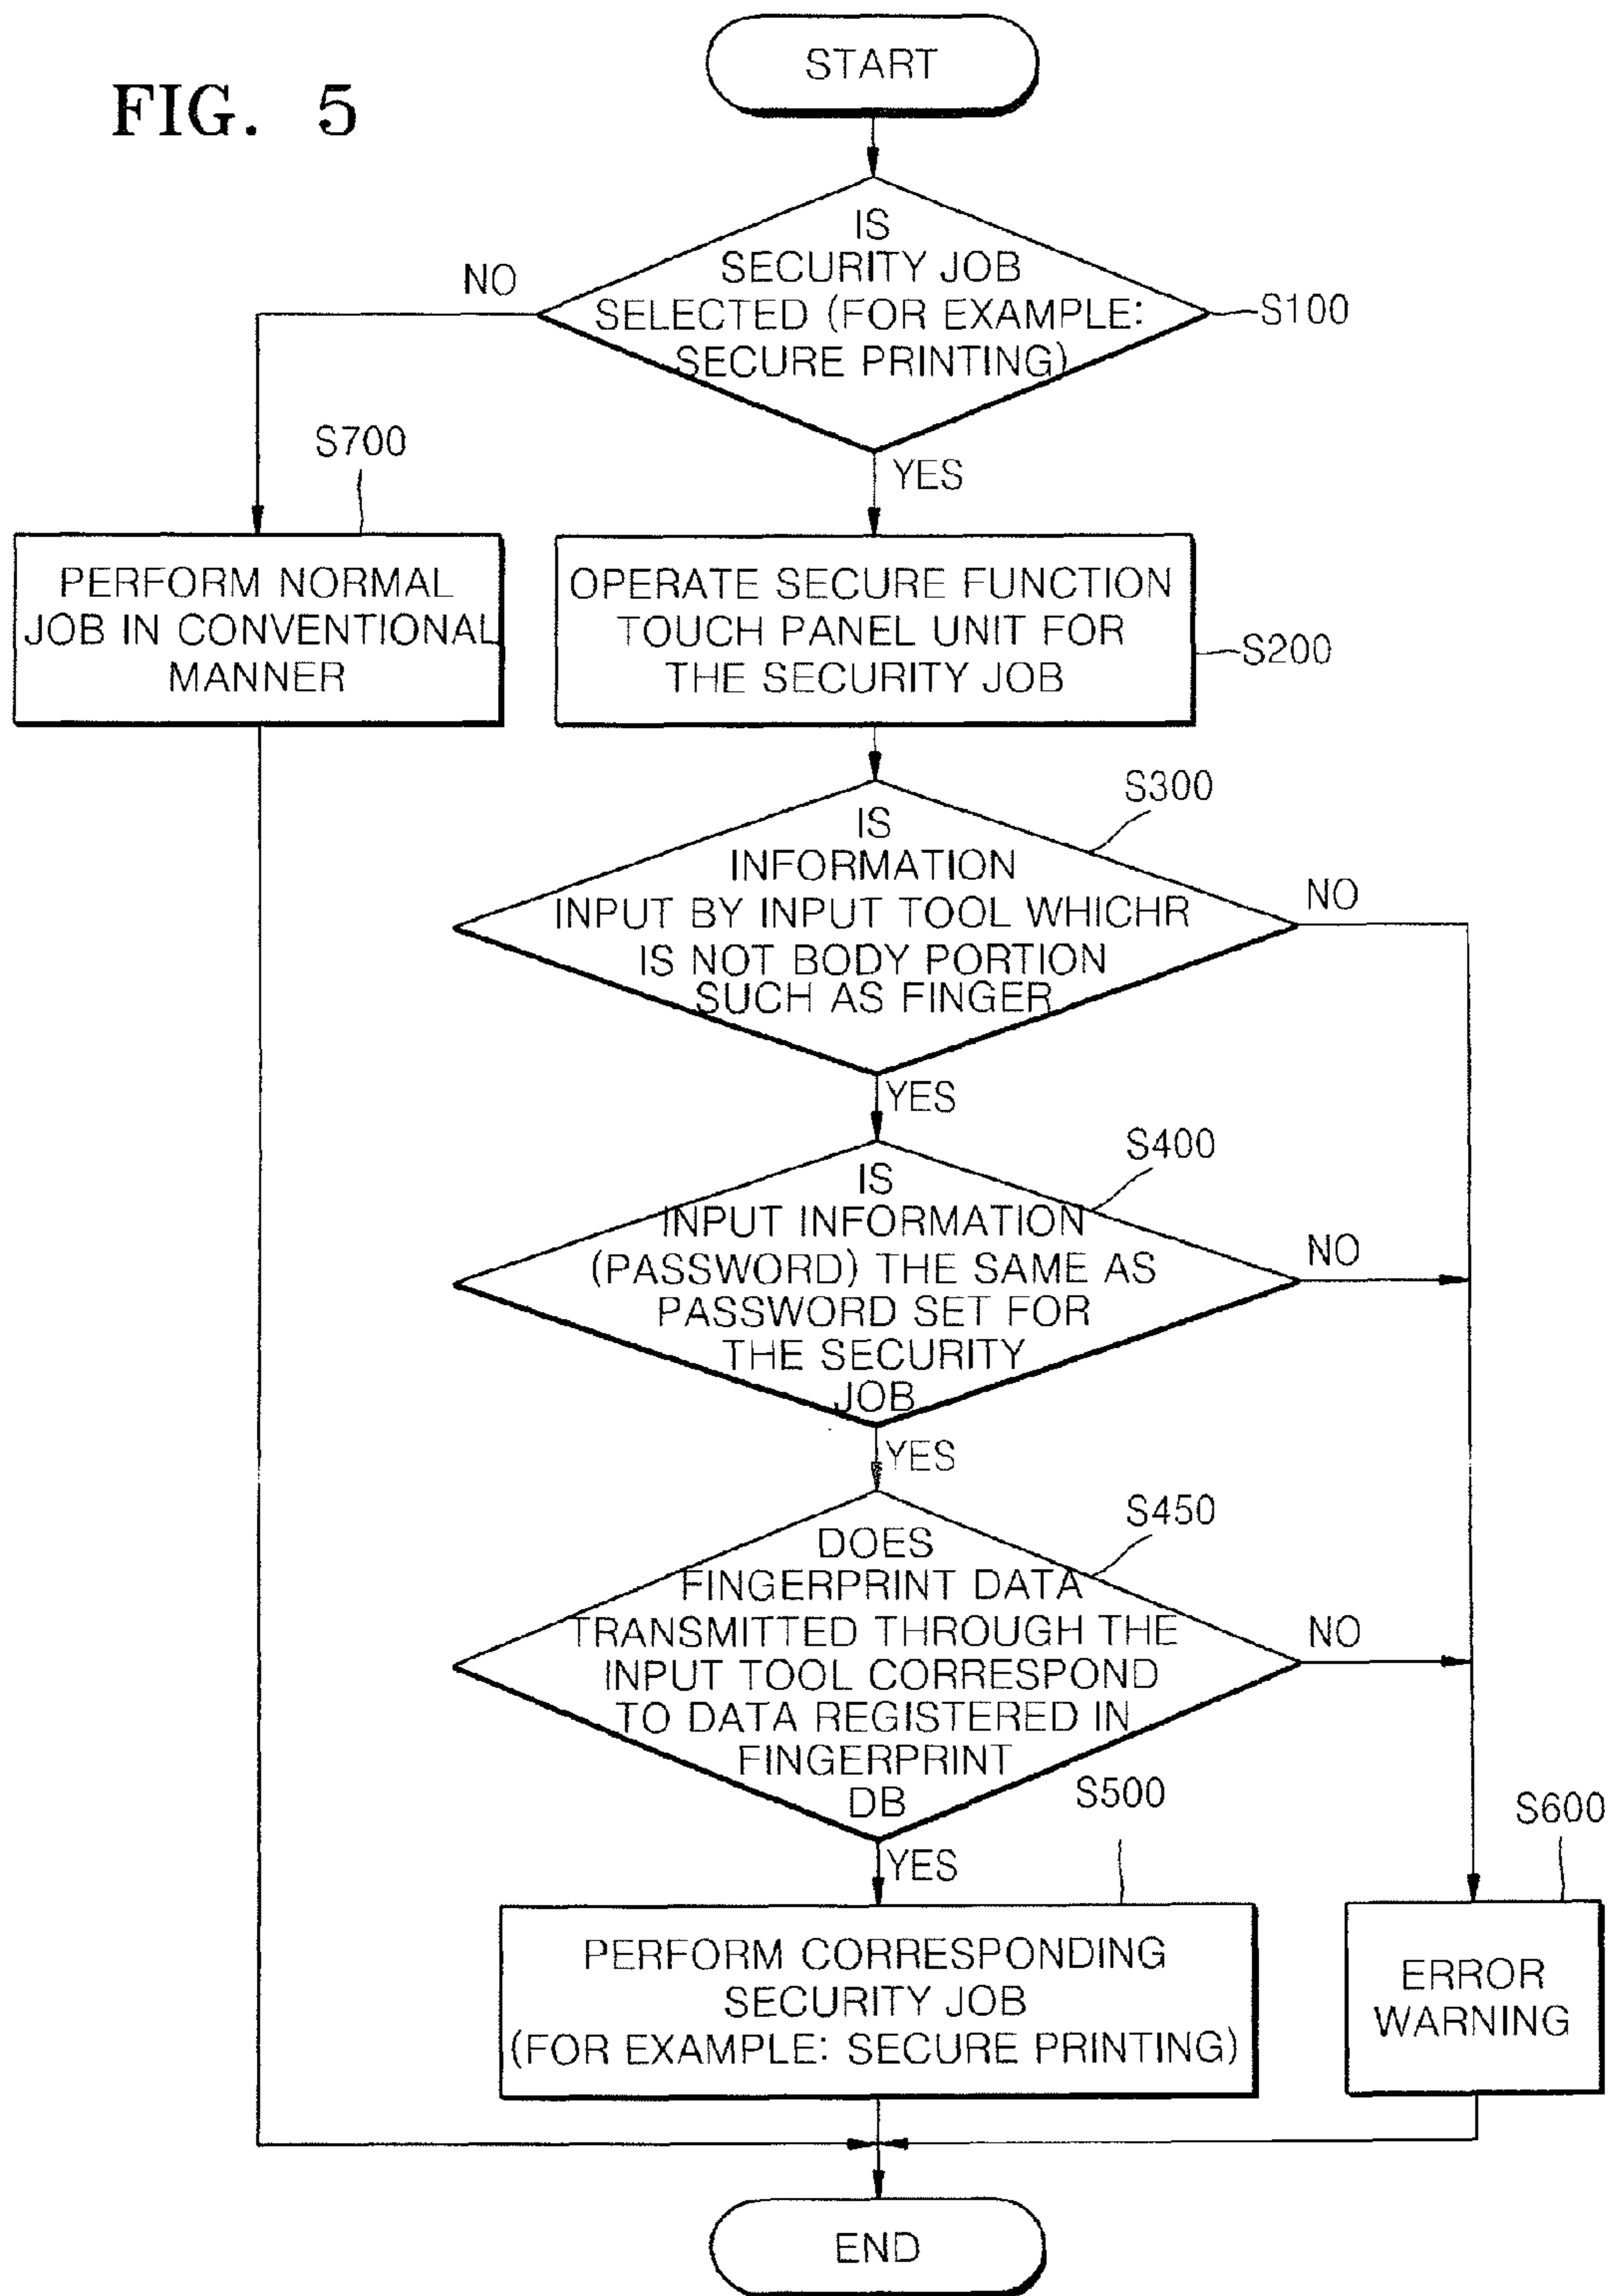 FIG. 5
START
IS
SECURITY JOB
SELECTED (FOR EXAMPLE:
SECURE PRINTING)
S100
NO
YES
S700
PERFORM NORMAL
JOB IN CONVENTIONAL
MANNER
OPERATE SECURE FUNCTION
TOUCH PANEL UNIT FOR
THE SECURITY JOB
S200
S300
IS
INFORMATION
INPUT BY INPUT TOOL WHICHR
IS NOT BODY PORTION
SUCH AS FINGER
NO
YES
S400
IS
INPUT INFORMATION
(PASSWORD) THE SAME AS
PASSWORD SET FOR
THE SECURITY
JOB
NO
YES
S450
DOES
FINGERPRINT DATA
TRANSMITTED THROUGH THE
INPUT TOOL CORRESPOND
TO DATA REGISTERED IN
FINGERPRINT
DB
NO
YES
S500
PERFORM CORRESPONDING
SECURITY JOB
(FOR EXAMPLE: SECURE PRINTING)
S600
ERROR
WARNING
END